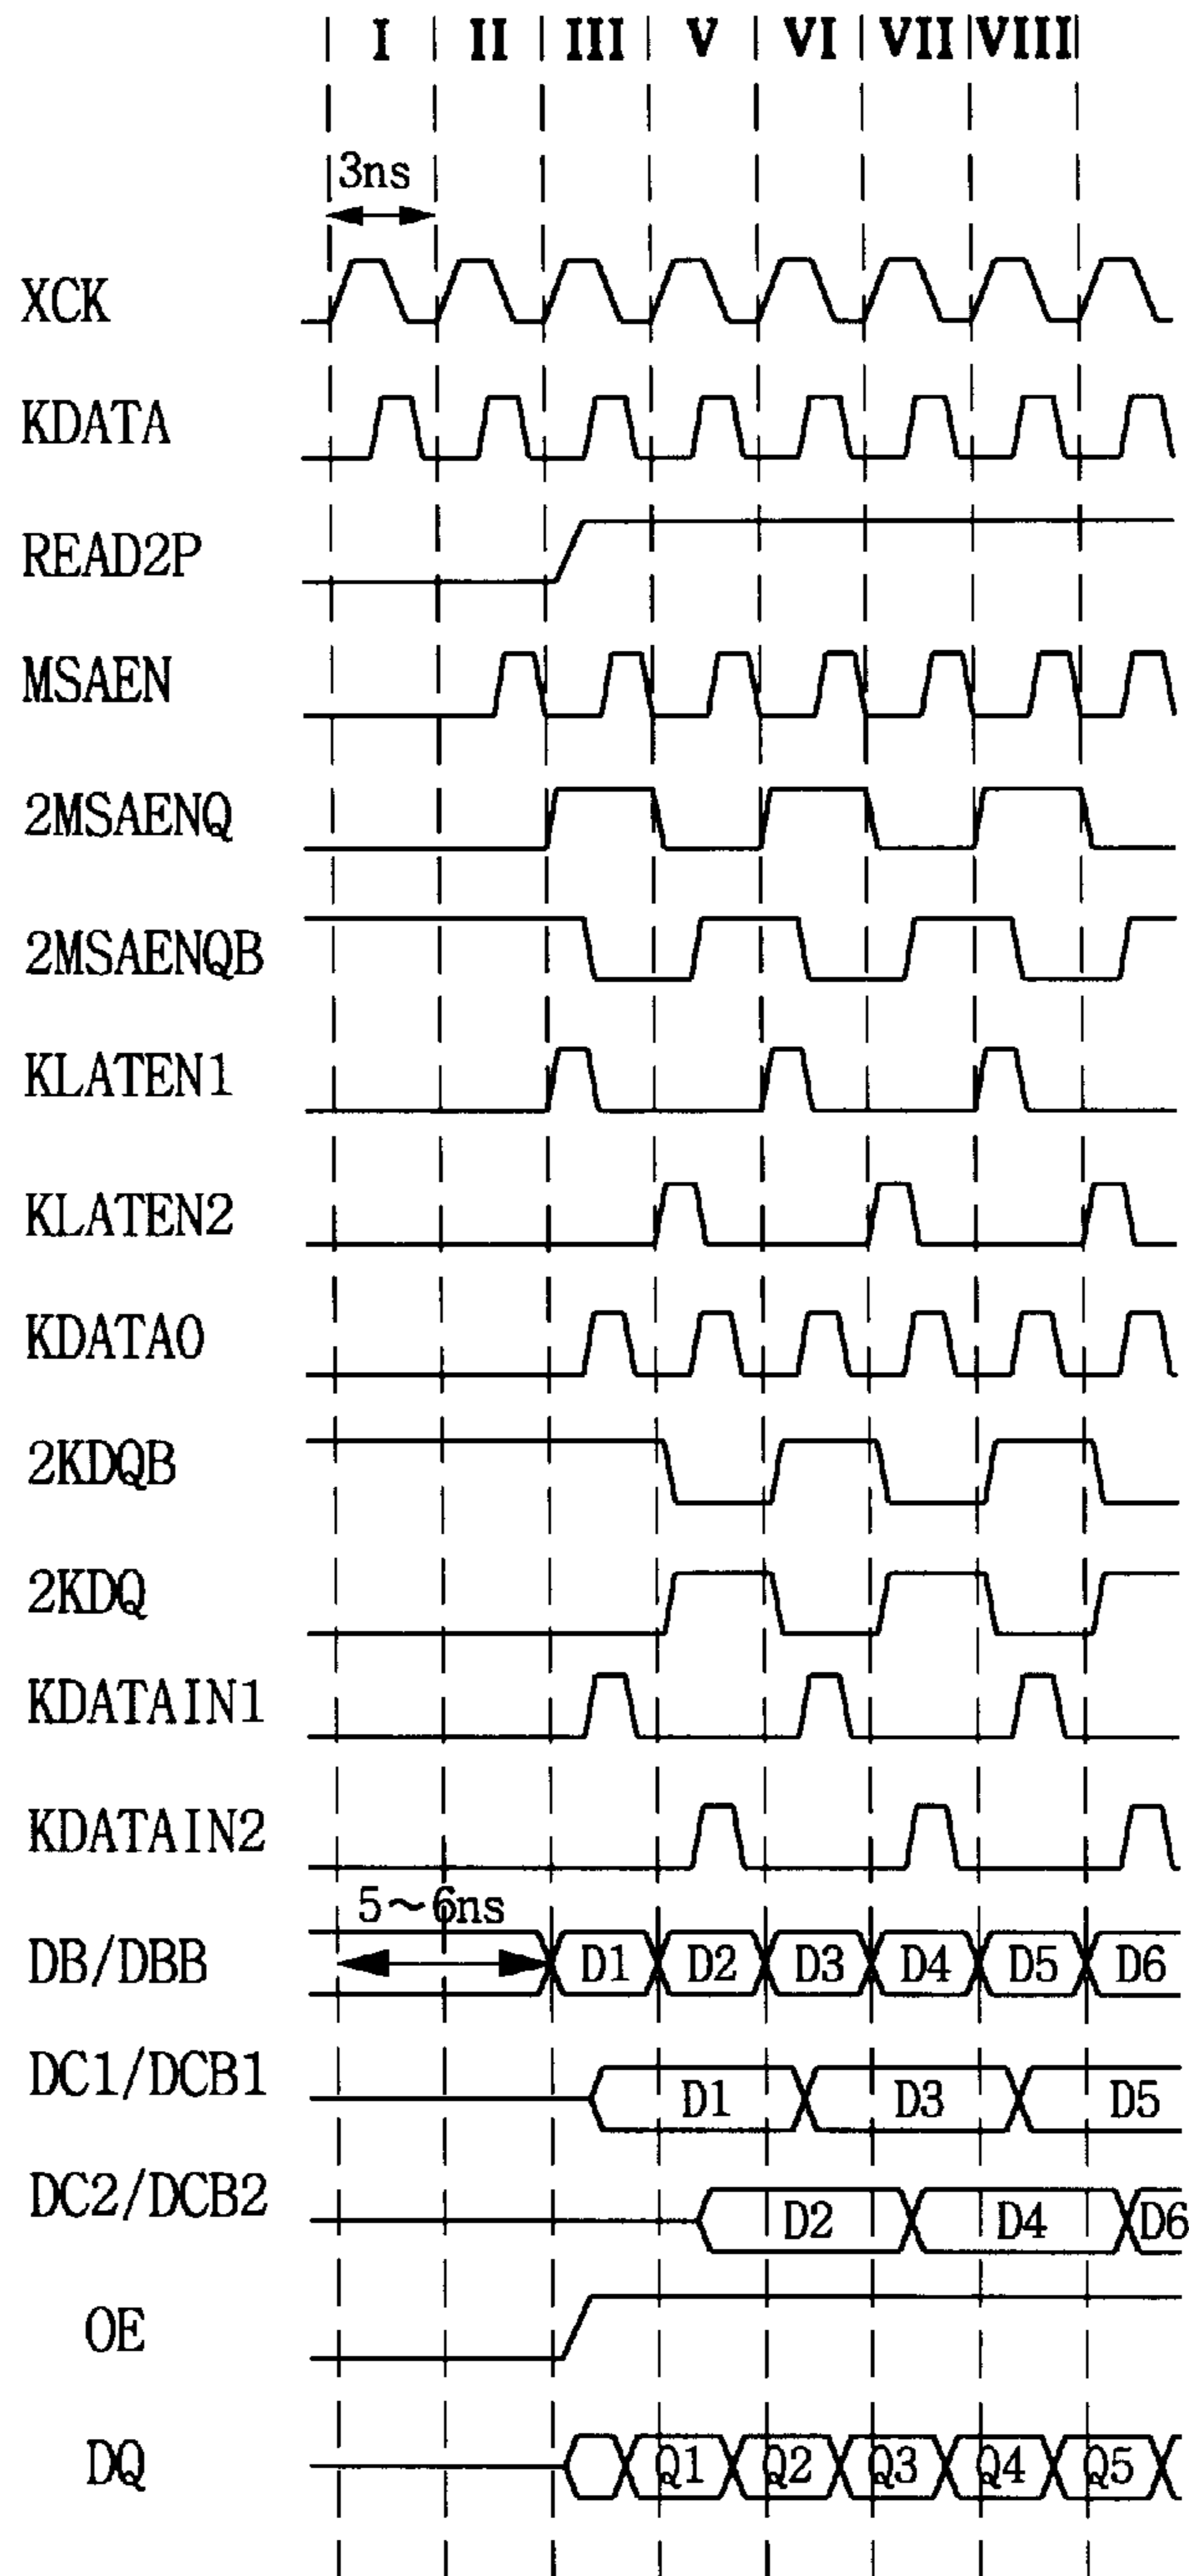 I II III V VI VII VIII
3ns
XCK
KDATA
READ2P
MSAEN
2MSAENQ
2MSAENQB
KLATEN1
KLATEN2
KDATAO
2KDQB
2KDQ
KDATAIN1
KDATAIN2
5~6ns
DB/DBB D1 D2 D3 D4 D5 D6
DC1/DCB1 D1 D3 D5
DC2/DCB2 D2 D4 D6
OE
DQ Q1 Q2 Q3 Q4 Q5